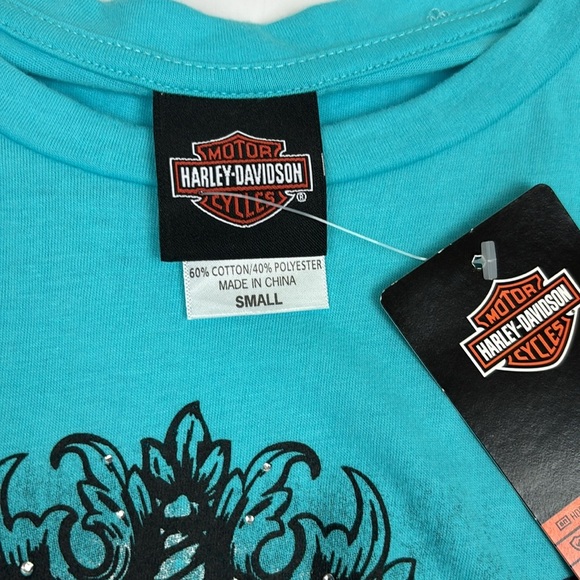 MOTOR
HARLEY-DAVIDSON
CYCLES
®
60% COTTON/40% POLYESTER
MADE IN CHINA
SMALL
MOTOR
HARLEY-DAVIDSON
CYCLES